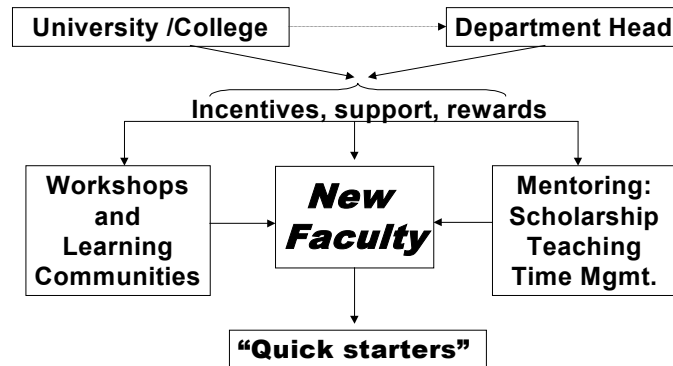 University /College
Department Head
Incentives, support, rewards
Workshops
and
Learning
Communities
New
Faculty
Mentoring:
Scholarship
Teaching
Time Mgmt.
“Quick starters”